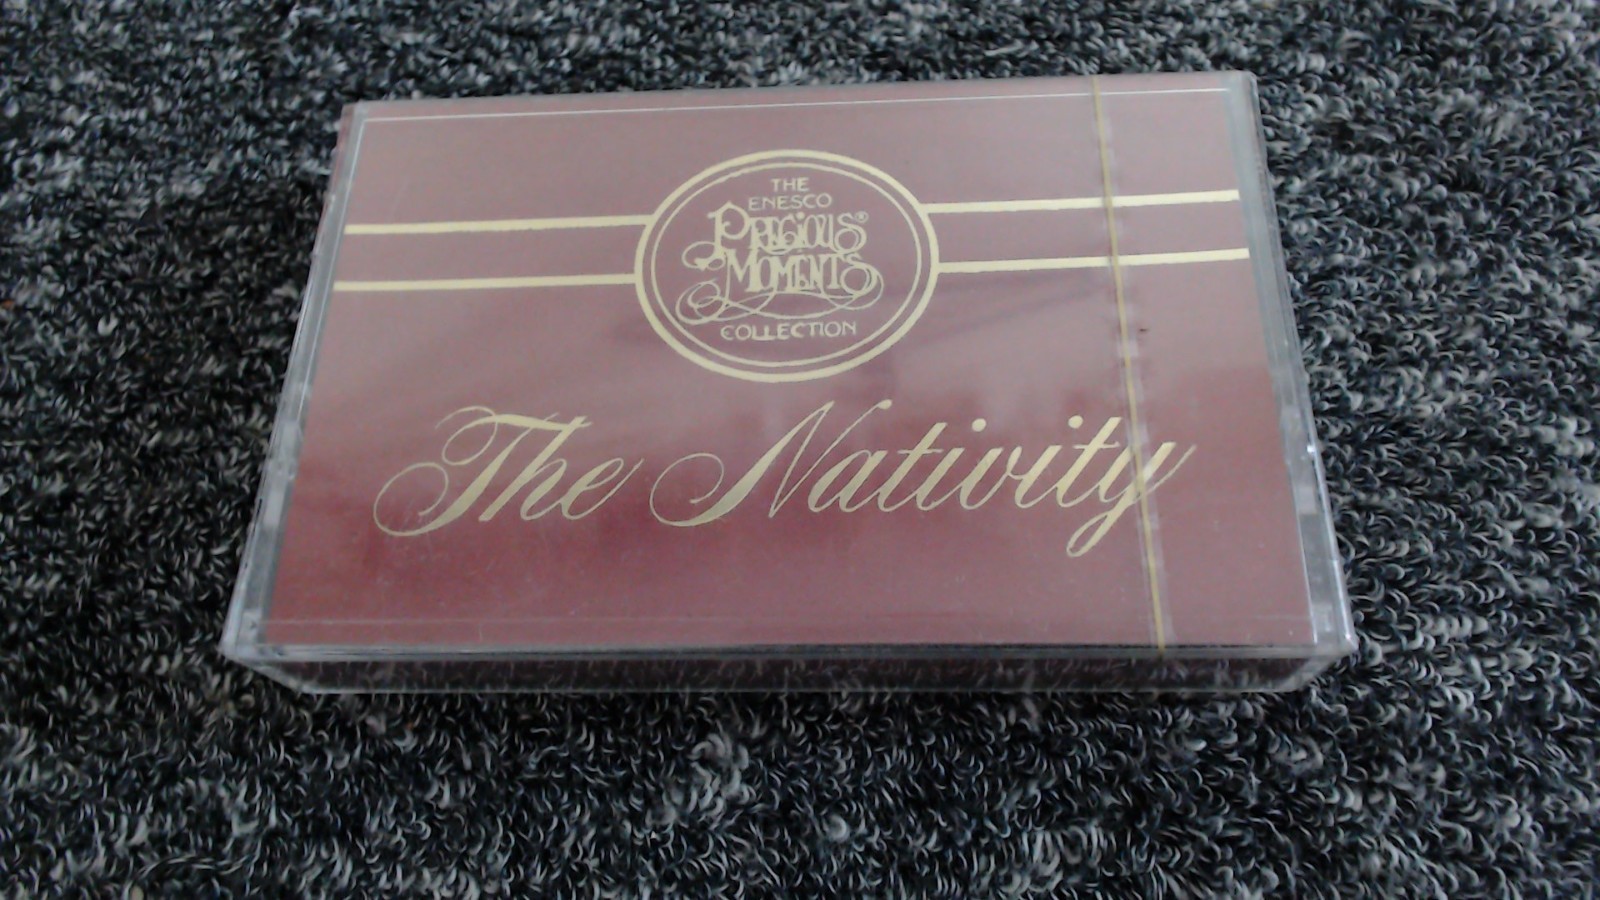 THE
ENESCO
PRECIOUS®
MOMENTS
COLLECTION
The Nativity